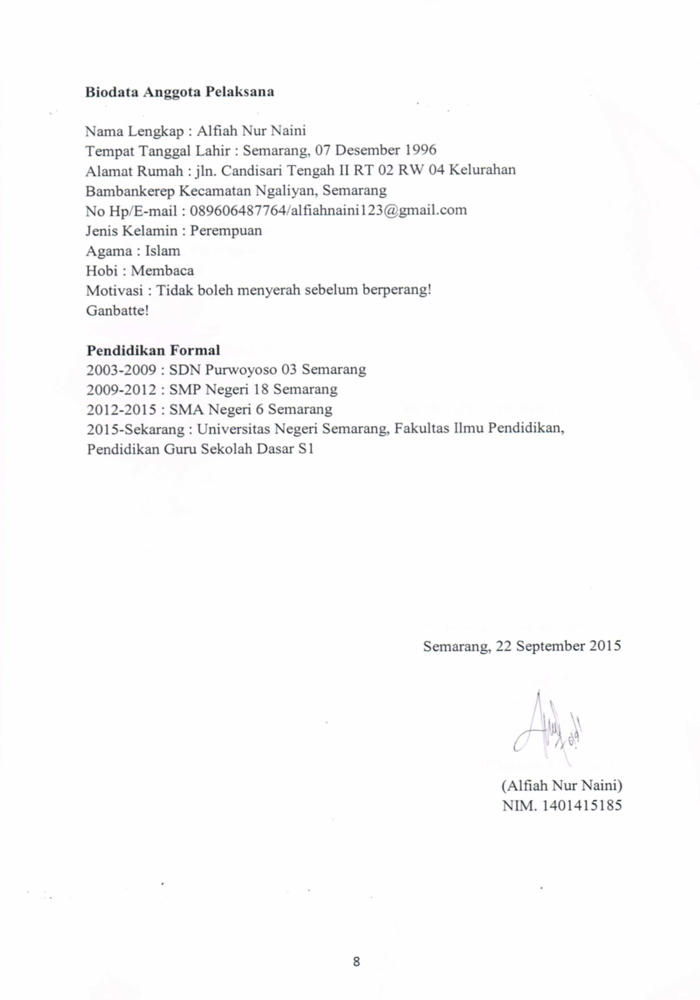 Biodata Anggota Pelaksana
Nama Lengkap : Alfiah Nur Naini
Tempat Tanggal Lahir : Semarang, 07 Desember 1996
Alamat Rumah : jln. Candisari Tengah II RT 02 RW 04 Kelurahan
Bambankerep Kecamatan Ngaliyan, Semarang
No Hp/E-mail : 089606487764/alfiahnaini123@gmail.com
Jenis Kelamin : Perempuan
Agama : Islam
Hobi : Membaca
Motivasi : Tidak boleh menyerah sebelum berperang!
Ganbatte!
Pendidikan Formal
2003-2009 : SDN Purwoyoso 03 Semarang
2009-2012 : SMP Negeri 18 Semarang
2012-2015 : SMA Negeri 6 Semarang
2015-Sekarang : Universitas Negeri Semarang, Fakultas Ilmu Pendidikan,
Pendidikan Guru Sekolah Dasar S1
Semarang, 22 September 2015
(Alfiah Nur Naini)
NIM. 1401415185
8